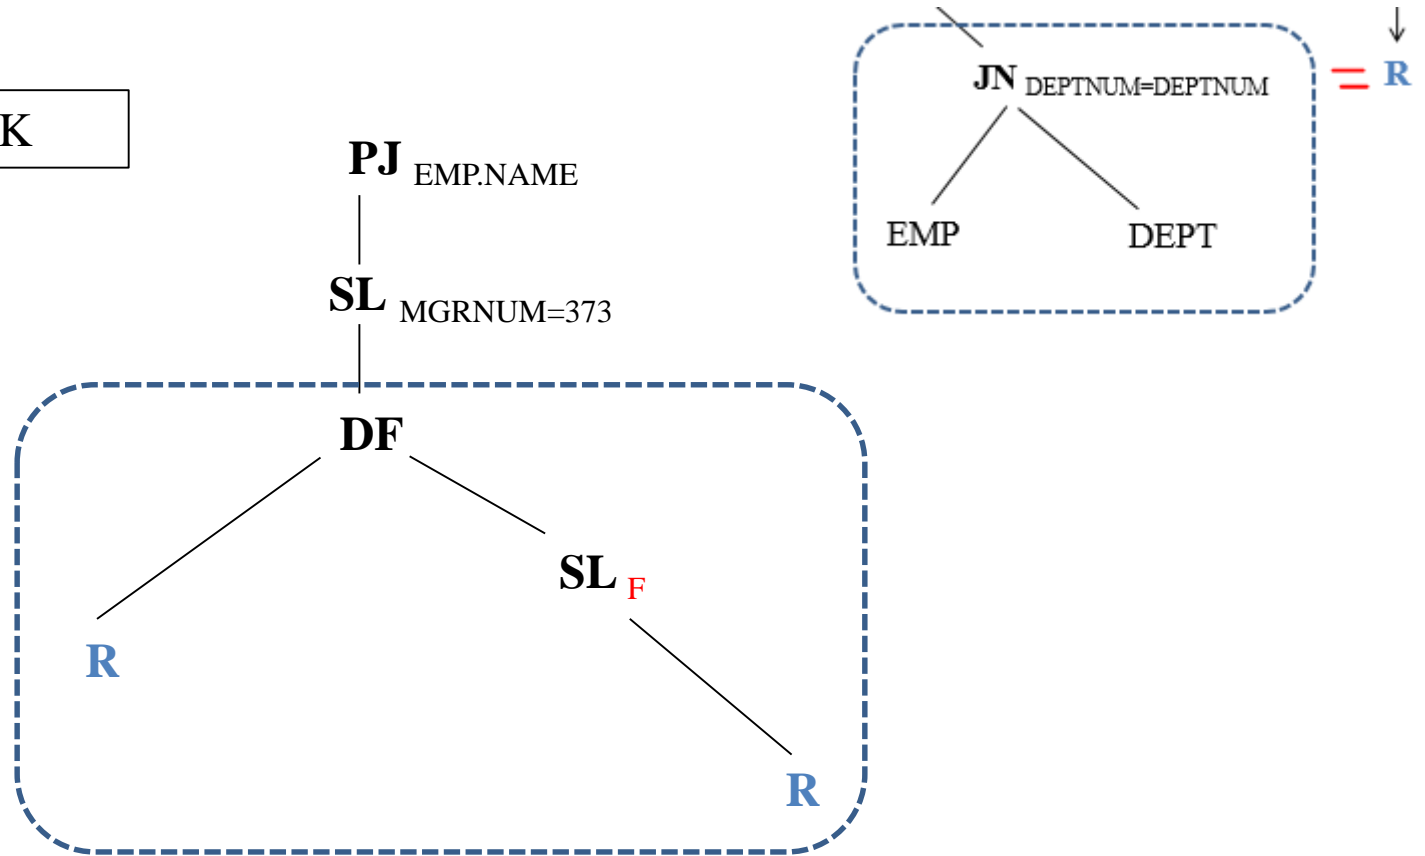 K
PJ EMP.NAME
SL MGRNUM=373
DF
SL F
R
R
JN DEPTNUM=DEPTNUM
EMP DEPT
= R